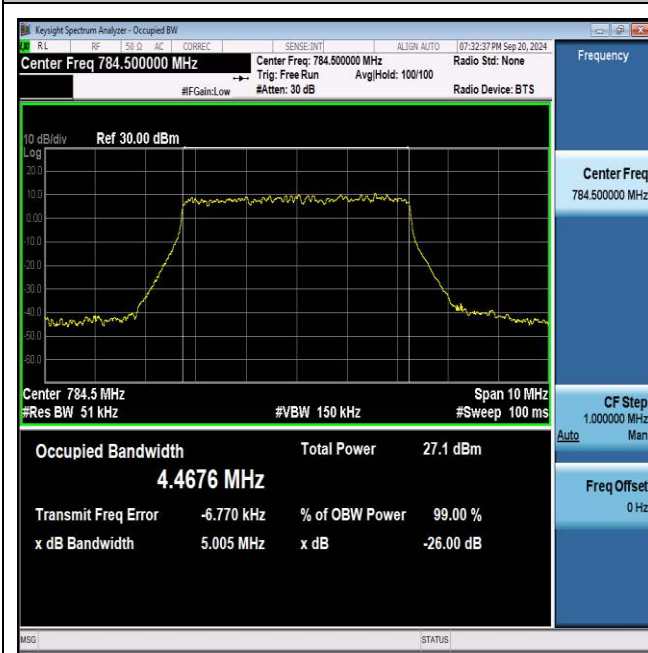 Keysight Spectrum Analyzer - Occupied BW
RL RF 50 Ω AC CORREC SENSE:INT ALIGN AUTO 07:32:37 PM Sep 20, 2024
Center Freq 784.500000 MHz
Center Freq: 784.500000 MHz Radio Std: None
Trig: Free Run Avg|Hold: 100/100
#IFGain:Low #Atten: 30 dB Radio Device: BTS
10 dB/div Ref 30.00 dBm
Log
20.0
10.0
0.00
-10.0
-20.0
-30.0
-40.0
-50.0
-60.0
Center 784.5 MHz Span 10 MHz
#Res BW 51 kHz #VBW 150 kHz #Sweep 100 ms
Occupied Bandwidth Total Power 27.1 dBm
4.4676 MHz
Transmit Freq Error -6.770 kHz % of OBW Power 99.00 %
x dB Bandwidth 5.005 MHz x dB -26.00 dB
MSG STATUS
Frequency
Center Freq
784.500000 MHz
CF Step
1.000000 MHz
Auto Man
Freq Offset
0 Hz